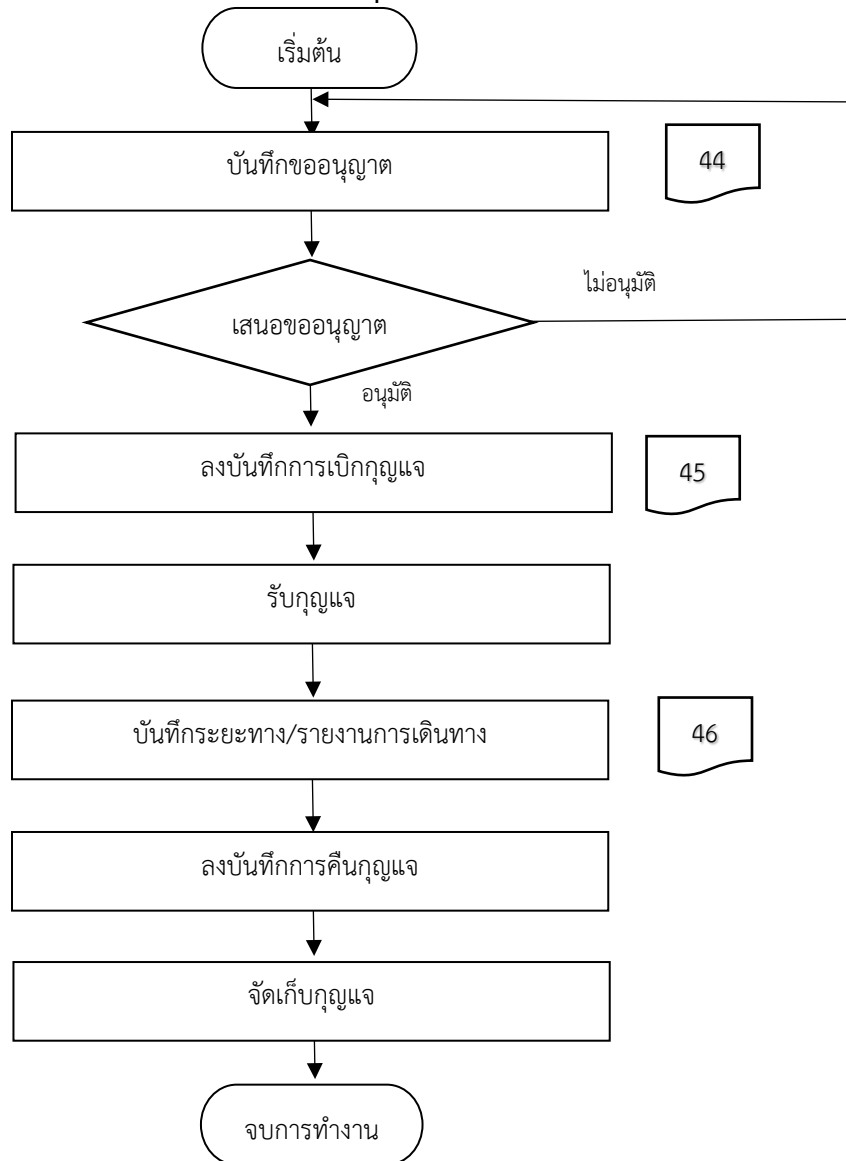 เริ่มต้น
บันทึกขออนุญาต
44
ไม่อนุมัติ
เสนอขออนุญาต
อนุมัติ
ลงบันทึกการเบิกกุญแจ
45
รับกุญแจ
บันทึกระยะทาง/รายงานการเดินทาง
46
ลงบันทึกการคืนกุญแจ
จัดเก็บกุญแจ
จบการทำงาน